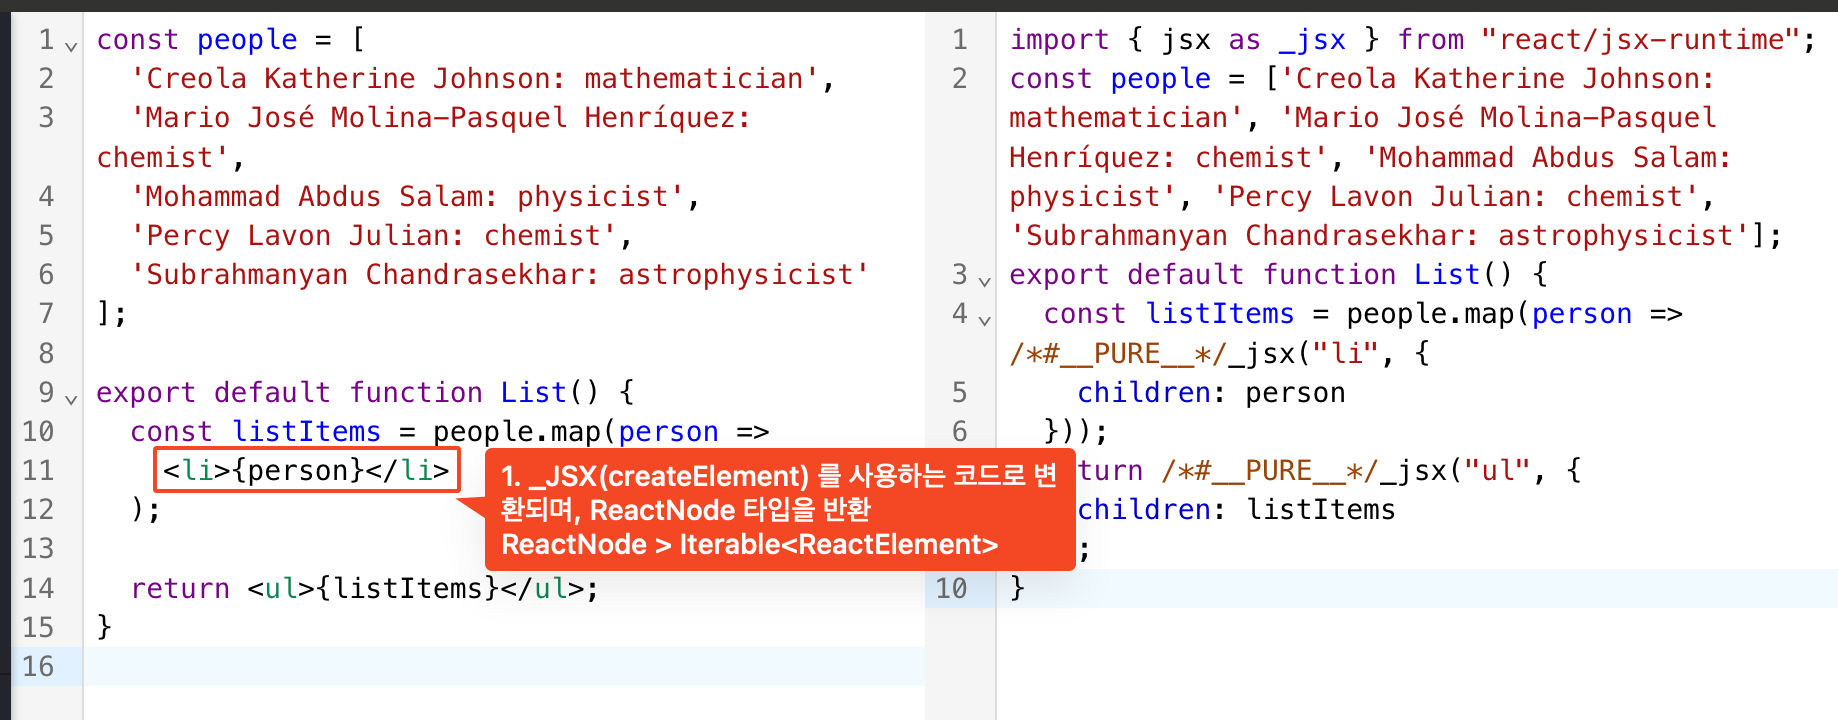 1 const people = [
2 'Creola Katherine Johnson: mathematician',
3 'Mario José Molina-Pasquel Henríquez:
chemist',
4 'Mohammad Abdus Salam: physicist',
5 'Percy Lavon Julian: chemist',
6 'Subrahmanyan Chandrasekhar: astrophysicist'
7 ];
8
9 export default function List() {
10 const listItems = people.map(person =>
11 <li>{person}</li>
12 );
13
14 return <ul>{listItems}</ul>;
15 }
16
1. _JSX(createElement) 를 사용하는 코드로 변
환되며, ReactNode 타입을 반환
ReactNode > Iterable<ReactElement>
1 import { jsx as _jsx } from "react/jsx-runtime";
2 const people = ['Creola Katherine Johnson:
mathematician', 'Mario José Molina-Pasquel
Henríquez: chemist', 'Mohammad Abdus Salam:
physicist', 'Percy Lavon Julian: chemist',
'Subrahmanyan Chandrasekhar: astrophysicist'];
3 export default function List() {
4 const listItems = people.map(person =>
/*#__PURE__*/_jsx("li", {
5 children: person
6 }));
turn /*#__PURE__*/_jsx("ul", {
children: listItems
;
10 }